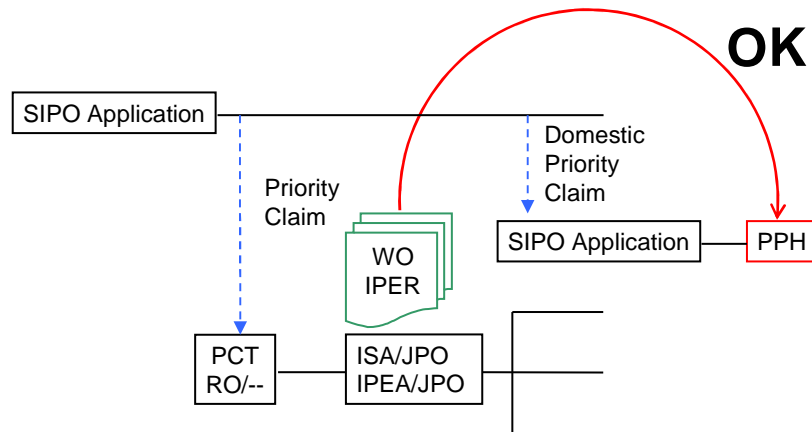 OK
SIPO Application
Domestic
Priority
Claim
Priority
Claim
WO
IPER
SIPO Application
PPH
PCT
RO/--
ISA/JPO
IPEA/JPO